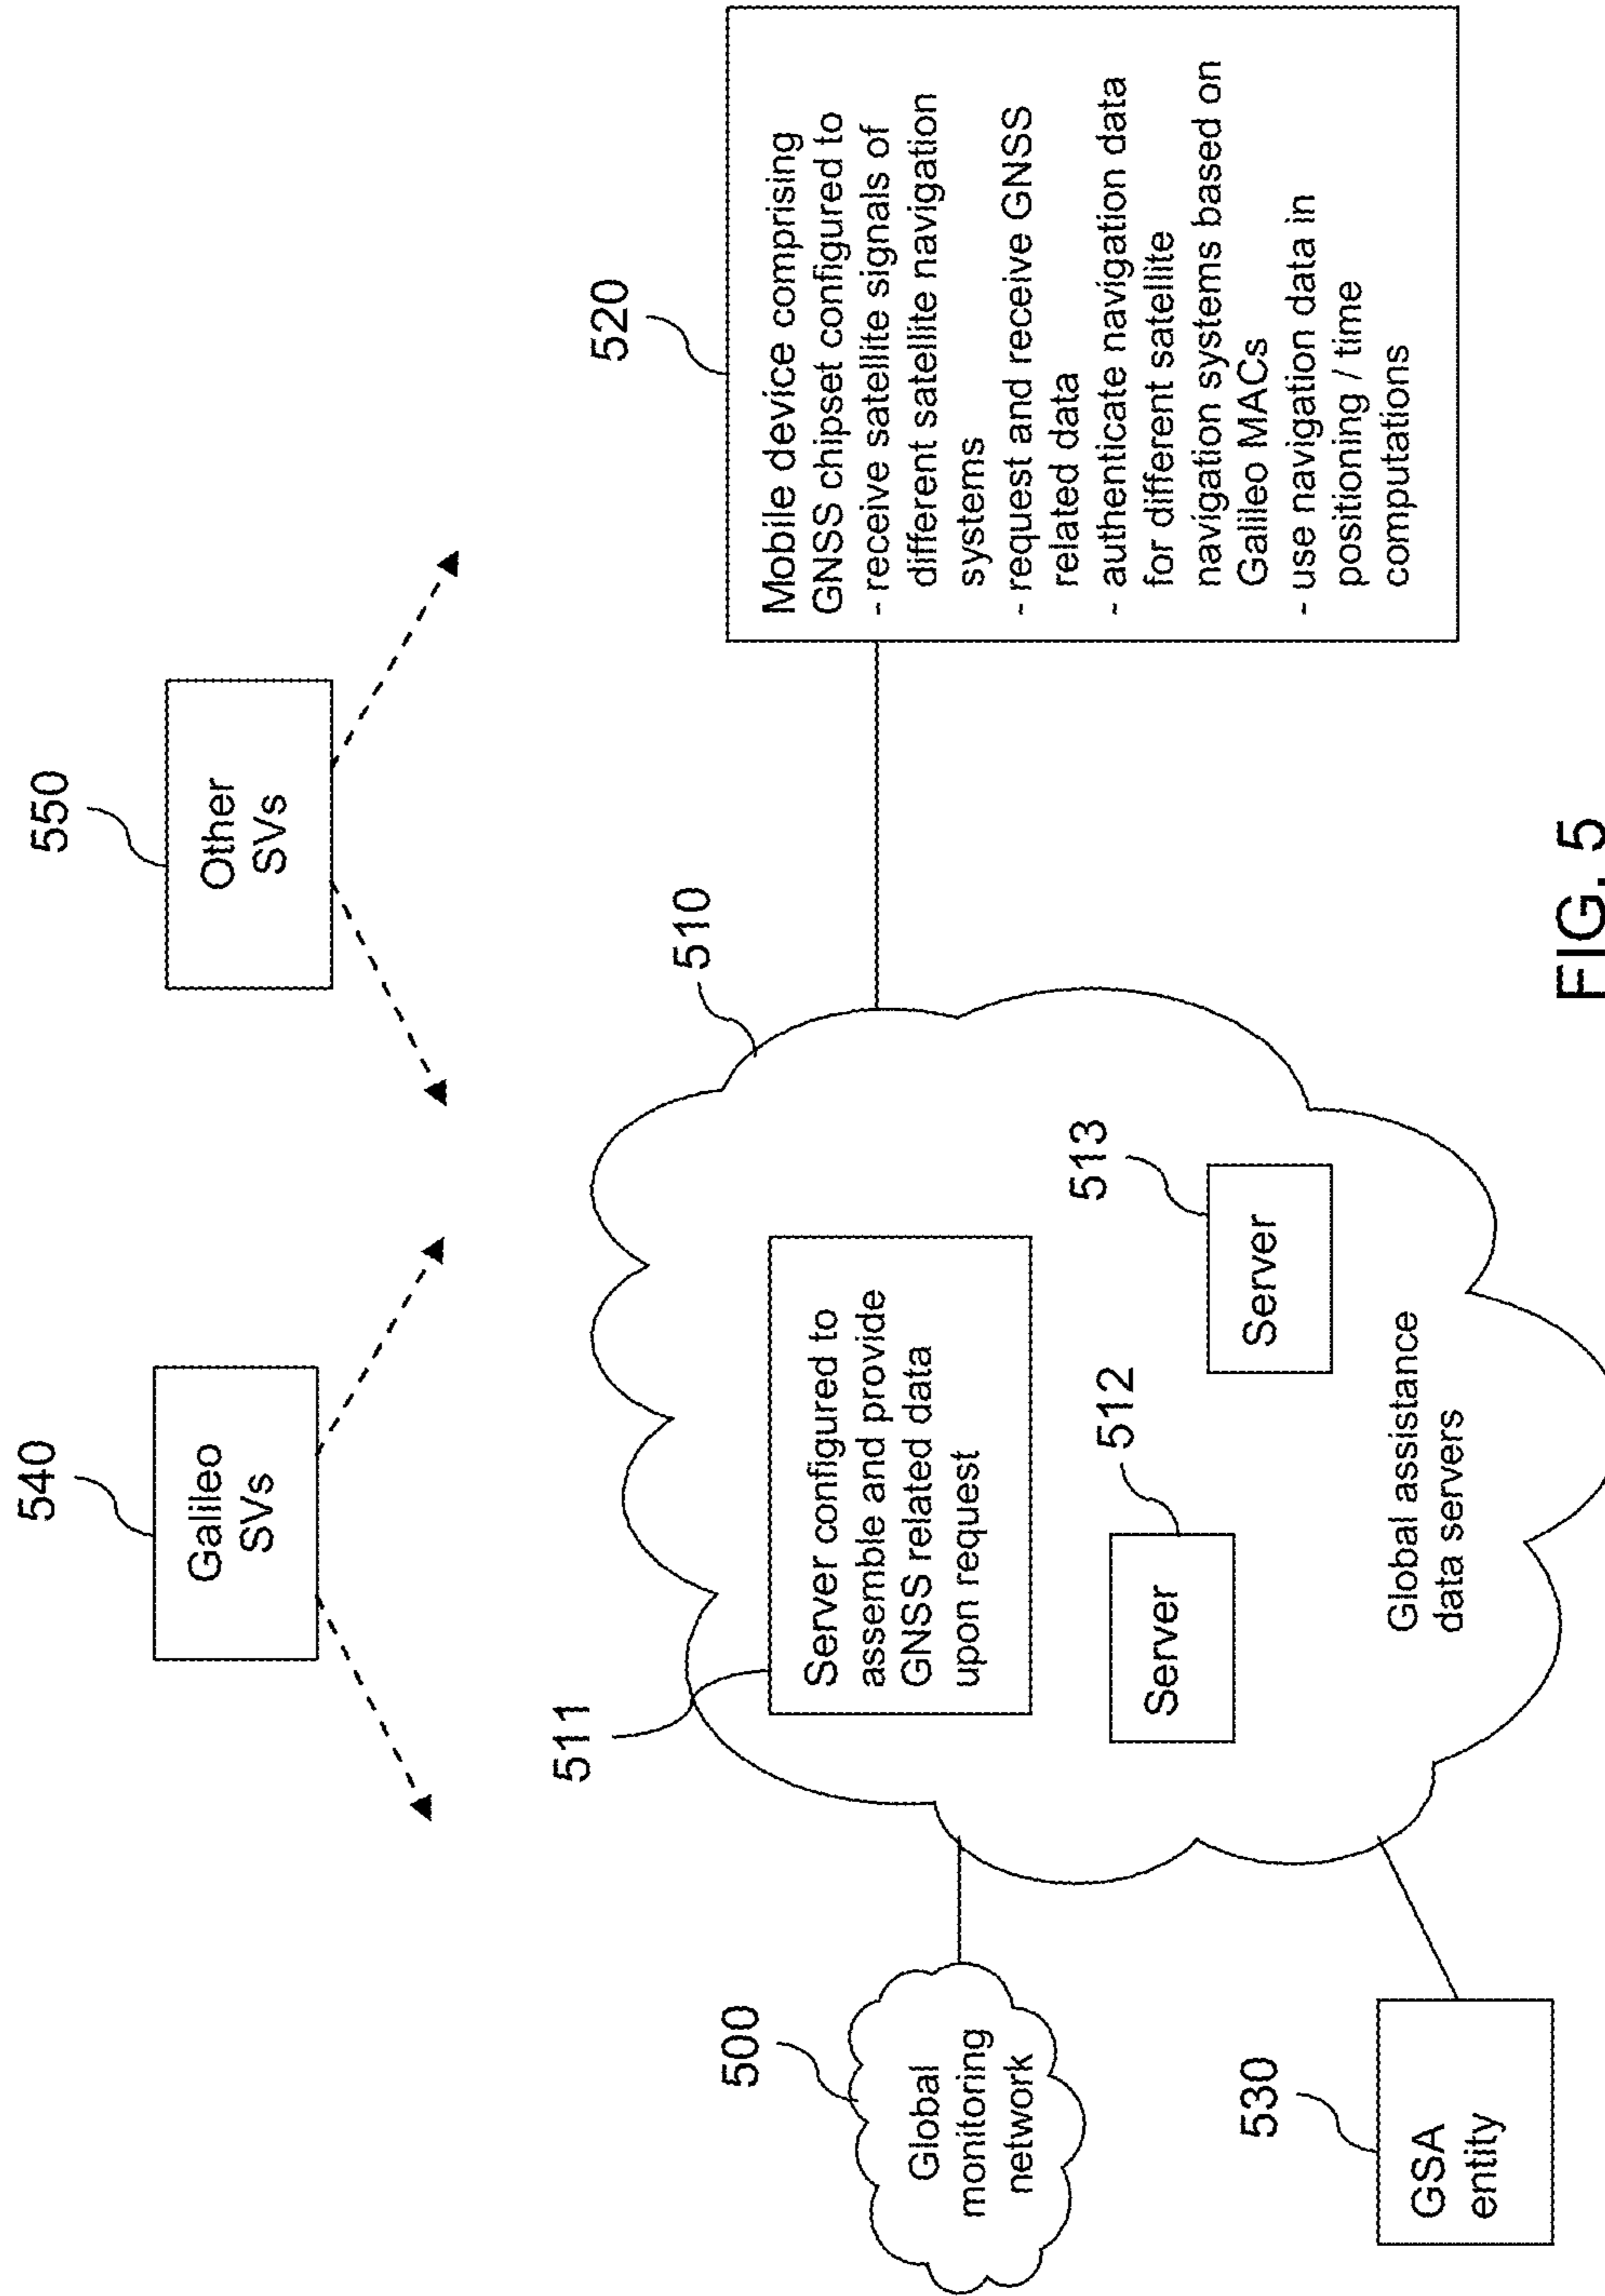 540
Galileo
SVs
550
Other
SVs
500
Global
monitoring
network
530
GSA
entity
510
511
Server configured to
assemble and provide
GNSS related data
upon request
512
Server
513
Server
Global assistance
data servers
520
Mobile device comprising
GNSS chipset configured to
- receive satellite signals of
different satellite navigation
systems
- request and receive GNSS
related data
- authenticate navigation data
for different satellite
navigation systems based on
Galileo MACs
- use navigation data in
positioning / time
computations
FIG. 5